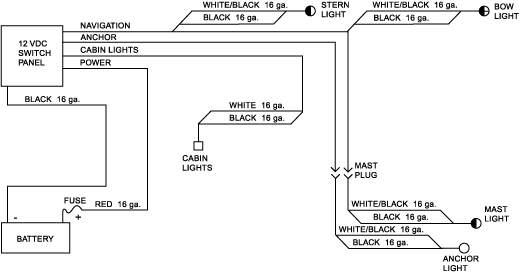 WHITE/BLACK 16 ga.
BLACK 16 ga.
STERN
LIGHT
WHITE/BLACK 16 ga.
BLACK 16 ga.
BOW
LIGHT
12 VDC
SWITCH
PANEL
NAVIGATION
ANCHOR
CABIN LIGHTS
POWER
BLACK 16 ga.
WHITE 16 ga.
BLACK 16 ga.
CABIN
LIGHTS
MAST
PLUG
FUSE
RED 16 ga.
-
+
BATTERY
WHITE/BLACK 16 ga.
BLACK 16 ga.
MAST
LIGHT
WHITE/BLACK 16 ga.
BLACK 16 ga.
ANCHOR
LIGHT